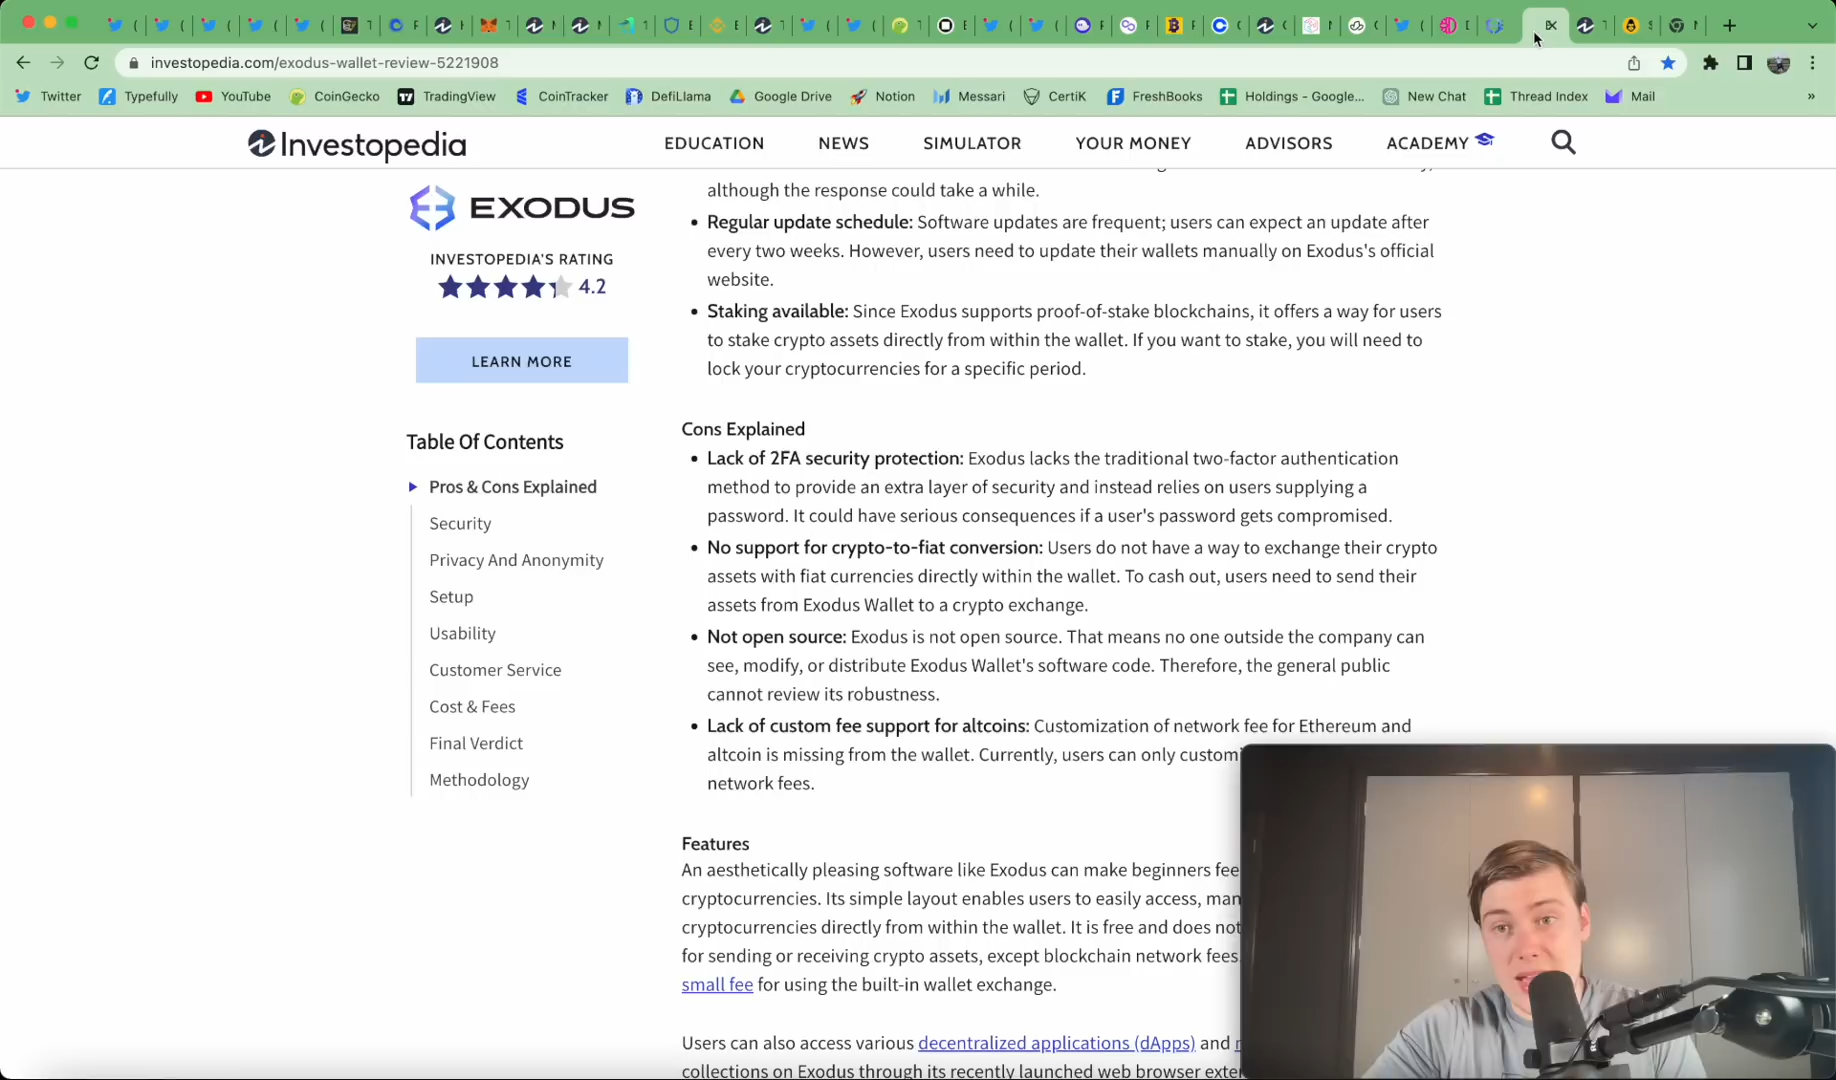 investopedia.com/exodus-wallet-review-5221908
Twitter Typefully YouTube CoinGecko TradingView CoinTracker DefiLlama Google Drive Notion Messari CertiK FreshBooks Holdings - Google... New Chat Thread Index Mail »
Investopedia EDUCATION NEWS SIMULATOR YOUR MONEY ADVISORS ACADEMY
EXODUS
INVESTOPEDIA'S RATING
4.2
LEARN MORE
Table Of Contents
Pros & Cons Explained
Security
Privacy And Anonymity
Setup
Usability
Customer Service
Cost & Fees
Final Verdict
Methodology
although the response could take a while.
• Regular update schedule: Software updates are frequent; users can expect an update after
every two weeks. However, users need to update their wallets manually on Exodus's official
website.
• Staking available: Since Exodus supports proof-of-stake blockchains, it offers a way for users
to stake crypto assets directly from within the wallet. If you want to stake, you will need to
lock your cryptocurrencies for a specific period.
Cons Explained
• Lack of 2FA security protection: Exodus lacks the traditional two-factor authentication
method to provide an extra layer of security and instead relies on users supplying a
password. It could have serious consequences if a user's password gets compromised.
• No support for crypto-to-fiat conversion: Users do not have a way to exchange their crypto
assets with fiat currencies directly within the wallet. To cash out, users need to send their
assets from Exodus Wallet to a crypto exchange.
• Not open source: Exodus is not open source. That means no one outside the company can
see, modify, or distribute Exodus Wallet's software code. Therefore, the general public
cannot review its robustness.
• Lack of custom fee support for altcoins: Customization of network fee for Ethereum and
altcoin is missing from the wallet. Currently, users can only customi
network fees.
Features
An aesthetically pleasing software like Exodus can make beginners fee
cryptocurrencies. Its simple layout enables users to easily access, man
cryptocurrencies directly from within the wallet. It is free and does not
for sending or receiving crypto assets, except blockchain network fees.
small fee for using the built-in wallet exchange.
Users can also access various decentralized applications (dApps) and
collections on Exodus through its recently launched web browser exter